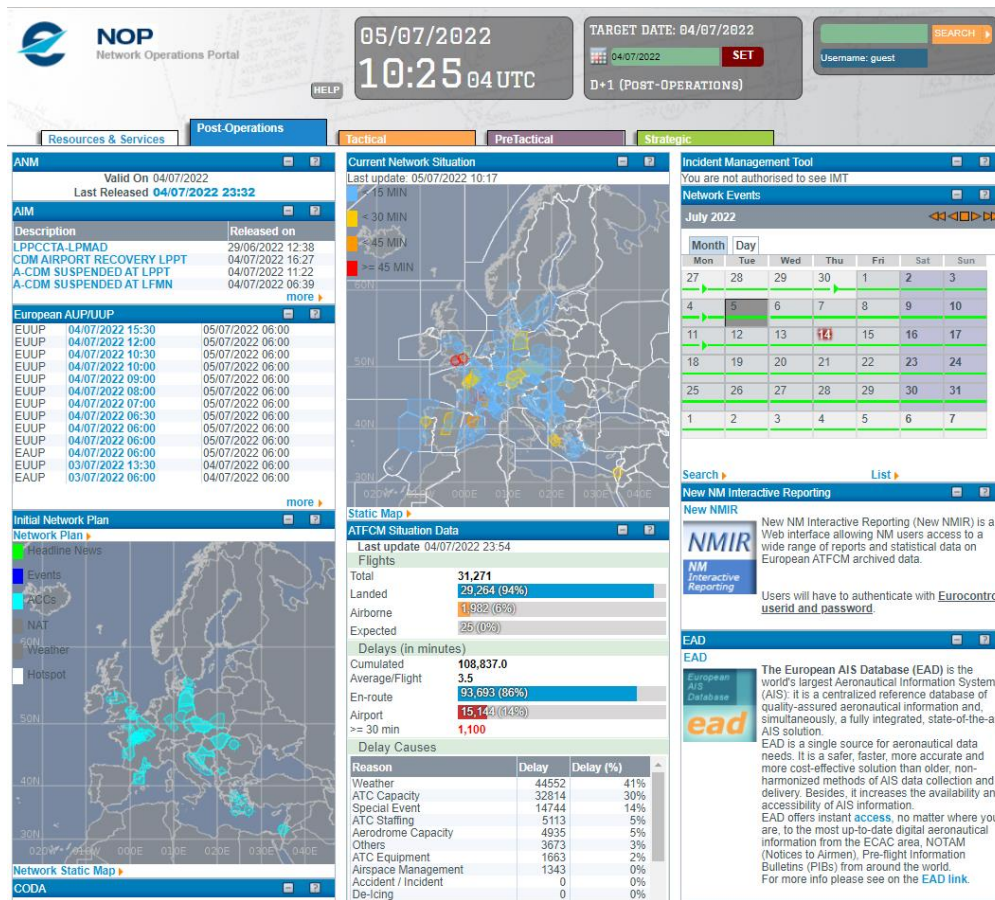 NOP
Network Operations Portal
HELP
05/07/2022
10:25 04 UTC
TARGET DATE: 04/07/2022
04/07/2022 SET
D+1 (POST-OPERATIONS)
SEARCH
Username: guest
Resources & Services
Post-Operations
Tactical
PreTactical
Strategic
ANM
Valid On 04/07/2022
Last Released 04/07/2022 23:32
AIM
Description Released on
LPPCCTA-LPMAD 29/06/2022 12:38
CDM AIRPORT RECOVERY LPPT 04/07/2022 16:27
A-CDM SUSPENDED AT LPPT 04/07/2022 11:22
A-CDM SUSPENDED AT LFMN 04/07/2022 06:39
more
European AUP/UUP
EUUP 04/07/2022 15:30 05/07/2022 06:00
EUUP 04/07/2022 12:00 05/07/2022 06:00
EUUP 04/07/2022 10:30 05/07/2022 06:00
EUUP 04/07/2022 10:00 05/07/2022 06:00
EUUP 04/07/2022 09:00 05/07/2022 06:00
EUUP 04/07/2022 08:00 05/07/2022 06:00
EUUP 04/07/2022 07:00 05/07/2022 06:00
EUUP 04/07/2022 06:30 05/07/2022 06:00
EUUP 04/07/2022 06:00 05/07/2022 06:00
EUUP 04/07/2022 06:00 05/07/2022 06:00
EAUP 04/07/2022 06:00 05/07/2022 06:00
EUUP 03/07/2022 13:30 04/07/2022 06:00
EAUP 03/07/2022 06:00 04/07/2022 06:00
more
Initial Network Plan
Network Plan
Headline News
Events
ACCs
NAT
Weather
Hotspot
60N
50N
40N
30N
020W 010W 000E 010E 020E 030E 040E
Network Static Map
CODA
Current Network Situation
Last update: 05/07/2022 10:17
< 15 MIN
< 30 MIN
< 45 MIN
>= 45 MIN
60N
50N
40N
30N
020W 010W 000E 010E 020E 030E 040E
Static Map
ATFCM Situation Data
Last update 04/07/2022 23:54
Flights
Total 31,271
Landed 29,264 (94%)
Airborne 1,982 (6%)
Expected 25 (0%)
Delays (in minutes)
Cumulated 108,837.0
Average/Flight 3.5
En-route 93,693 (86%)
Airport 15,144 (14%)
>= 30 min 1,100
Delay Causes
Reason Delay Delay (%)
Weather 44552 41%
ATC Capacity 32814 30%
Special Event 14744 14%
ATC Staffing 5113 5%
Aerodrome Capacity 4935 5%
Others 3673 3%
ATC Equipment 1663 2%
Airspace Management 1343 0%
Accident / Incident 0 0%
De-Icing 0 0%
Incident Management Tool
You are not authorised to see IMT
Network Events
July 2022
Month Day
Mon Tue Wed Thu Fri Sat Sun
27 28 29 30 1 2 3
4 5 6 7 8 9 10
11 12 13 14 15 16 17
18 19 20 21 22 23 24
25 26 27 28 29 30 31
1 2 3 4 5 6 7
Search List
New NM Interactive Reporting
New NMIR
NMIR
NM
Interactive
Reporting
New NM Interactive Reporting (New NMIR) is a
Web interface allowing NM users access to a
wide range of reports and statistical data on
European ATFCM archived data.
Users will have to authenticate with Eurocontro
userid and password.
EAD
EAD
European
AIS
Database
ead
The European AIS Database (EAD) is the
world's largest Aeronautical Information System
(AIS): it is a centralized reference database of
quality-assured aeronautical information and,
simultaneously, a fully integrated, state-of-the-a
AIS solution.
EAD is a single source for aeronautical data
needs. It is a safer, faster, more accurate and
more cost-effective solution than older, non-
harmonized methods of AIS data collection and
delivery. Besides, it increases the availability an
accessibility of AIS information.
EAD offers instant access, no matter where you
are, to the most up-to-date digital aeronautical
information from the ECAC area, NOTAM
(Notices to Airmen), Pre-flight Information
Bulletins (PIBs) from around the world.
For more info please see on the EAD link.